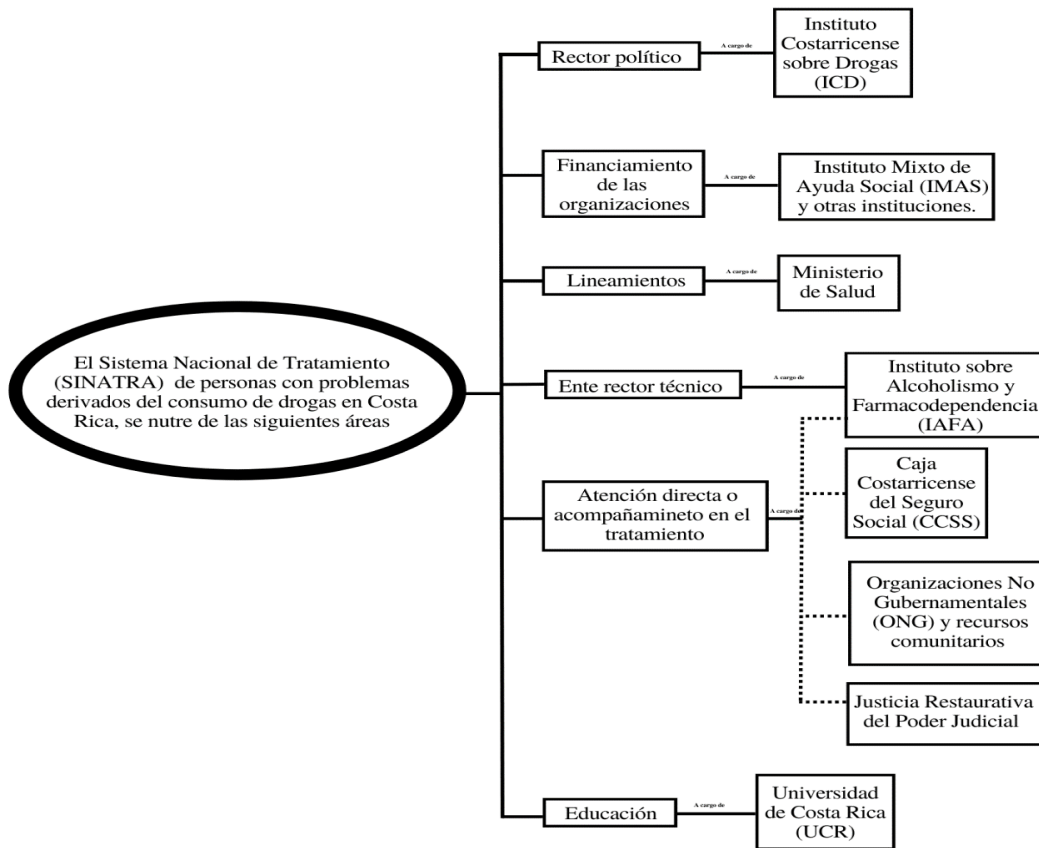 El Sistema Nacional de Tratamiento
(SINATRA) de personas con problemas
derivados del consumo de drogas en Costa
Rica, se nutre de las siguientes áreas
Rector político
A cargo de
Instituto
Costarricense
sobre Drogas
(ICD)
Financiamiento
de las
organizaciones
A cargo de
Instituto Mixto de
Ayuda Social (IMAS)
y otras instituciones.
Lineamientos
A cargo de
Ministerio
de Salud
Ente rector técnico
A cargo de
Instituto sobre
Alcoholismo y
Farmacodependencia
(IAFA)
Atención directa o
acompañamineto en el
tratamiento
A cargo de
Caja
Costarricense
del Seguro
Social (CCSS)
Organizaciones No
Gubernamentales
(ONG) y recursos
comunitarios
Justicia Restaurativa
del Poder Judicial
Educación
A cargo de
Universidad
de Costa Rica
(UCR)